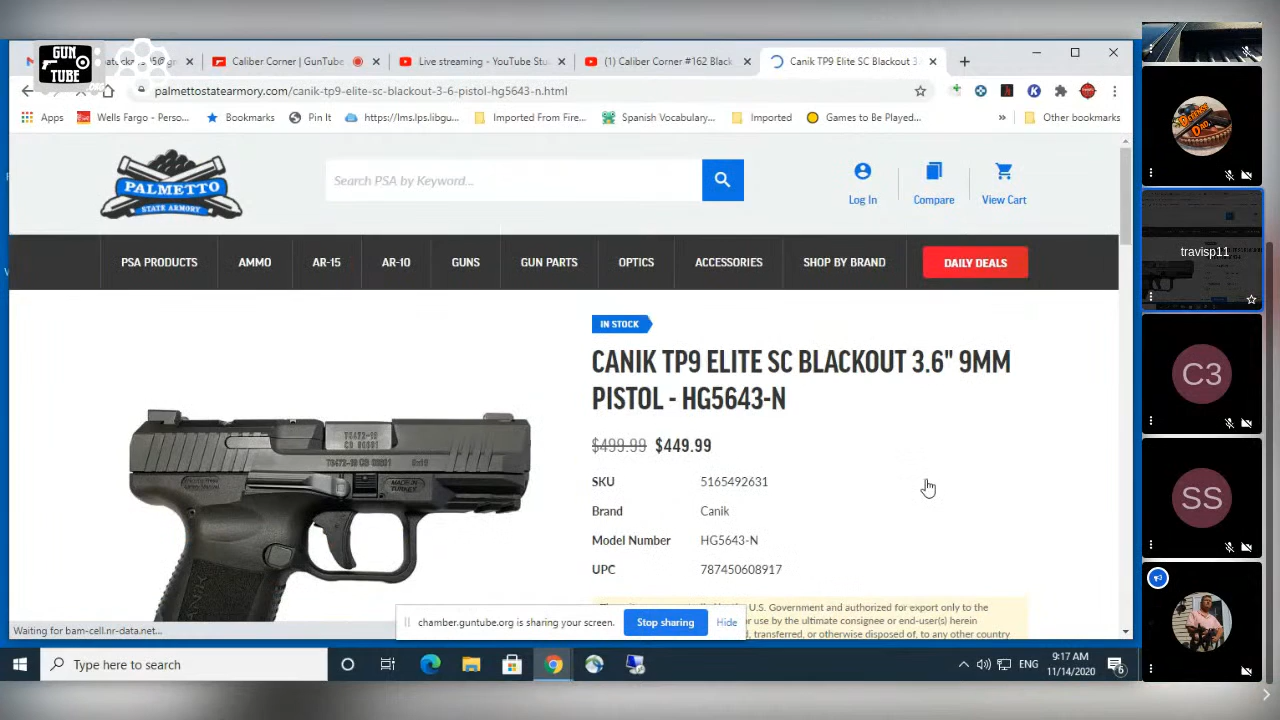 GUN
TUBE
Caliber Corner | GunTube
Live streaming - YouTube Stu
(1) Caliber Corner #162 Black
Canik TP9 Elite SC Blackout 3.
palmettostatearmory.com/canik-tp9-elite-sc-blackout-3-6-pistol-hg5643-n.html
Apps
Wells Fargo - Perso...
Bookmarks
Pin It
https://lms.lps.libgu...
Imported From Fire...
Spanish Vocabulary...
Imported
Games to Be Played...
»
Other bookmarks
PALMETTO
STATE ARMORY
Search PSA by Keyword...
Log In
Compare
View Cart
PSA PRODUCTS
AMMO
AR-15
AR-10
GUNS
GUN PARTS
OPTICS
ACCESSORIES
SHOP BY BRAND
DAILY DEALS
IN STOCK
CANIK TP9 ELITE SC BLACKOUT 3.6" 9MM
PISTOL - HG5643-N
$499.99 $449.99
SKU 5165492631
Brand Canik
Model Number HG5643-N
UPC 787450608917
U.S. Government and authorized for export only to the
or use by the ultimate consignee or end-user(s) herein
, transferred, or otherwise disposed of, to any other country
MADE IN
TURKEY
CANIK
chamber.guntube.org is sharing your screen.
Stop sharing
Hide
Waiting for bam-cell.nr-data.net...
Type here to search
ENG
9:17 AM
11/14/2020
6
travisp11
C3
SS